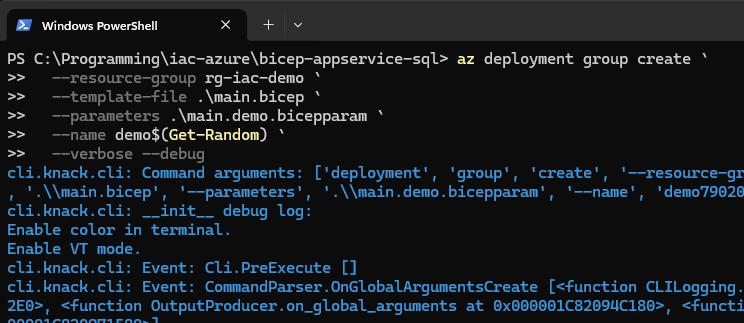 Windows PowerShell
PS C:\Programming\iac-azure\bicep-appservice-sql> az deployment group create `
>>   --resource-group rg-iac-demo `
>>   --template-file .\main.bicep `
>>   --parameters .\main.demo.bicepparam `
>>   --name demo$(Get-Random) `
>>   --verbose --debug
cli.knack.cli: Command arguments: ['deployment', 'group', 'create', '--resource-gr
, '.\\main.bicep', '--parameters', '.\\main.demo.bicepparam', '--name', 'demo79020
cli.knack.cli: __init__ debug log:
Enable color in terminal.
Enable VT mode.
cli.knack.cli: Event: Cli.PreExecute []
cli.knack.cli: Event: CommandParser.OnGlobalArgumentsCreate [<function CLILogging.
2E0>, <function OutputProducer.on_global_arguments at 0x000001C82094C180>, <functi